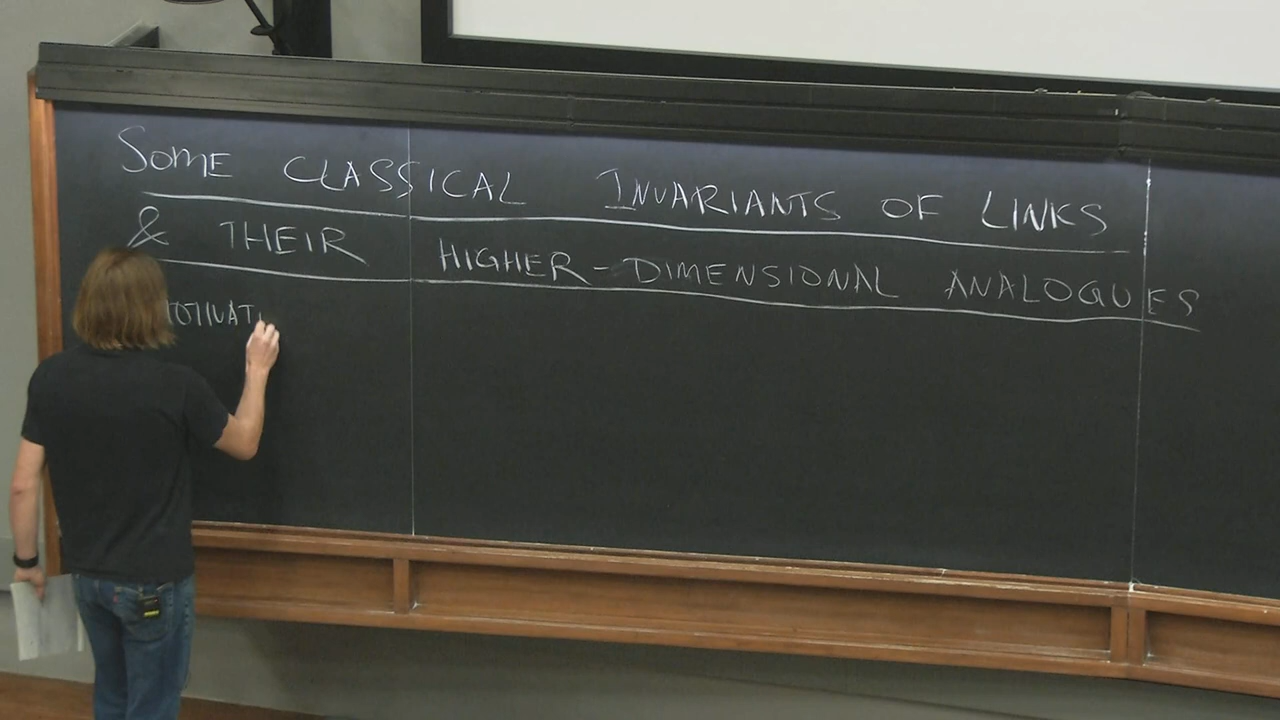 SOME CLASSICAL INVARIANTS OF LINKS
& THEIR HIGHER-DIMENSIONAL ANALOGUES